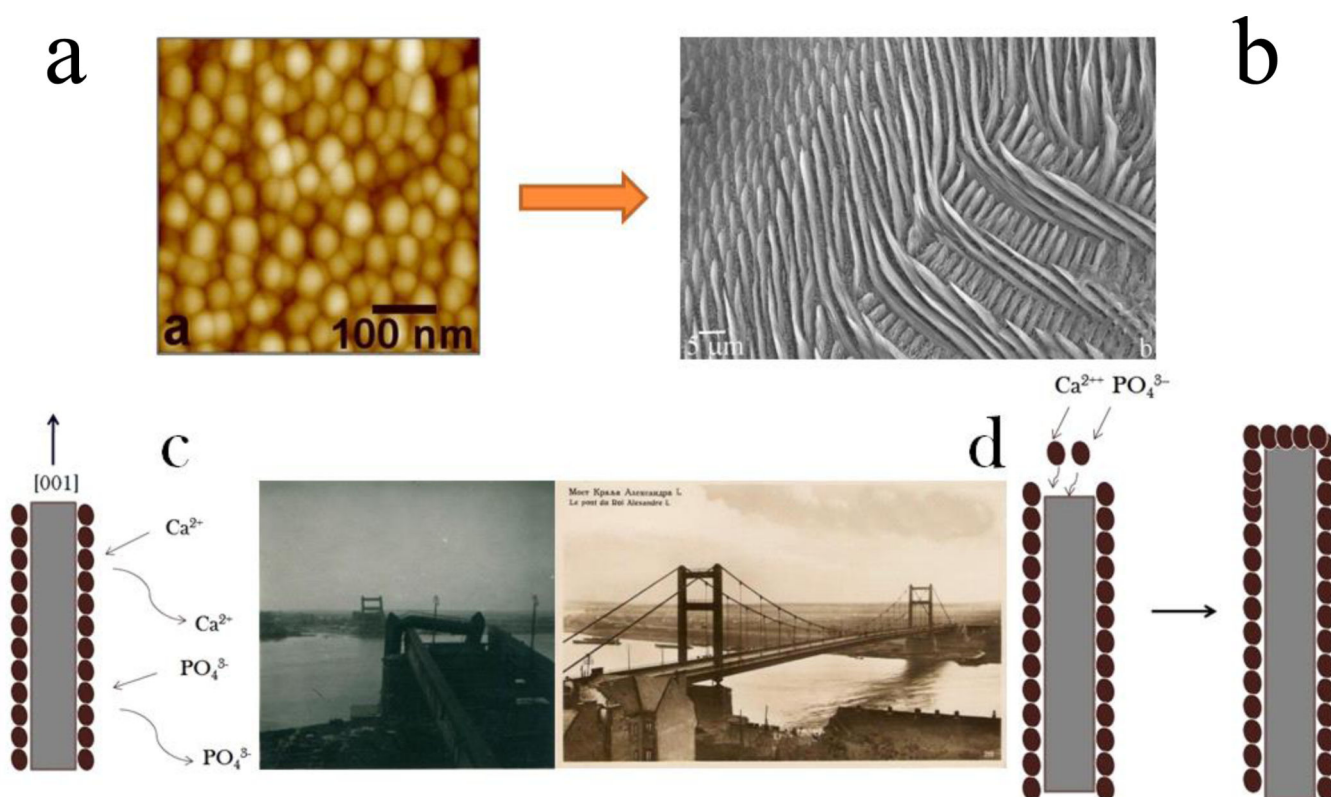 a
b
a
100 nm
5 μm
b
c
d
[001]
Ca²⁺
Ca²⁺
PO₄³⁻
PO₄³⁻
Мост Краља Александра I.
Le pont du Roi Alexandre I.
Ca²⁺⁺ PO₄³⁻